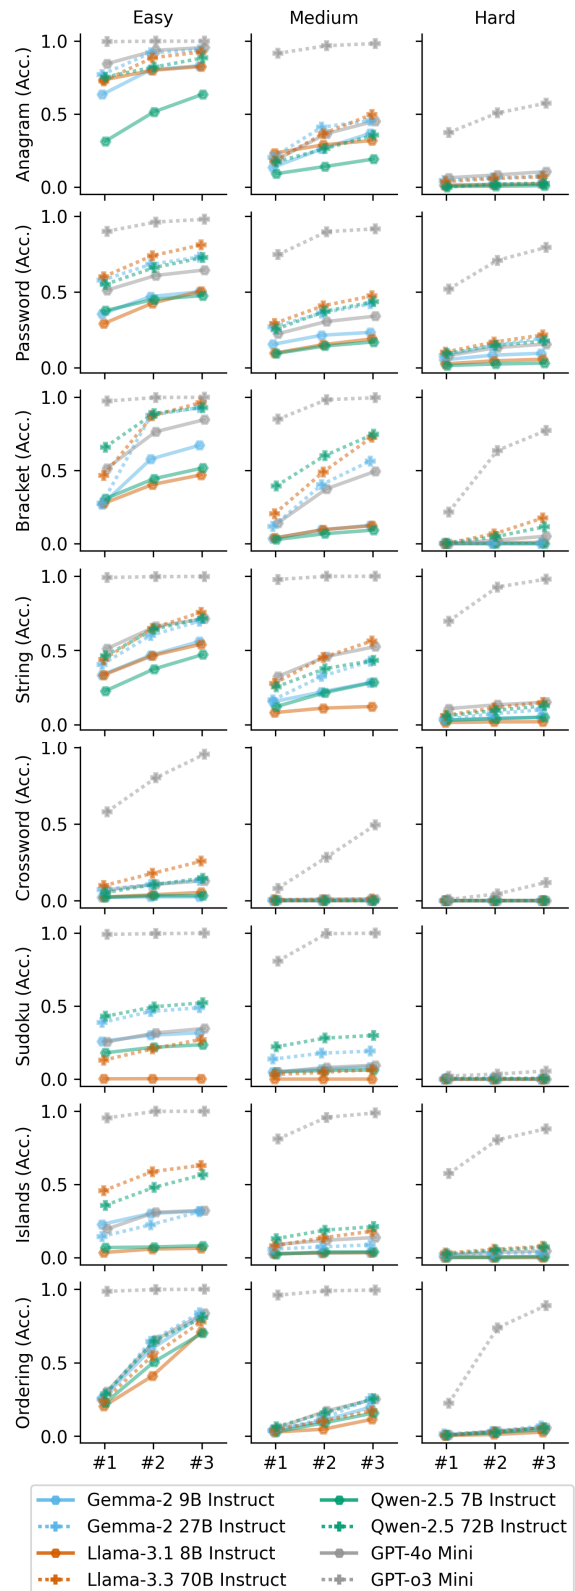 Easy Medium Hard
Anagram (Acc.)
1.0
0.5
0.0
Password (Acc.)
1.0
0.5
0.0
Bracket (Acc.)
1.0
0.5
0.0
String (Acc.)
1.0
0.5
0.0
Crossword (Acc.)
1.0
0.5
0.0
Sudoku (Acc.)
1.0
0.5
0.0
Islands (Acc.)
1.0
0.5
0.0
Ordering (Acc.)
1.0
0.5
0.0
#1 #2 #3 #1 #2 #3 #1 #2 #3
Gemma-2 9B Instruct
Gemma-2 27B Instruct
Llama-3.1 8B Instruct
Llama-3.3 70B Instruct
Qwen-2.5 7B Instruct
Qwen-2.5 72B Instruct
GPT-4o Mini
GPT-o3 Mini